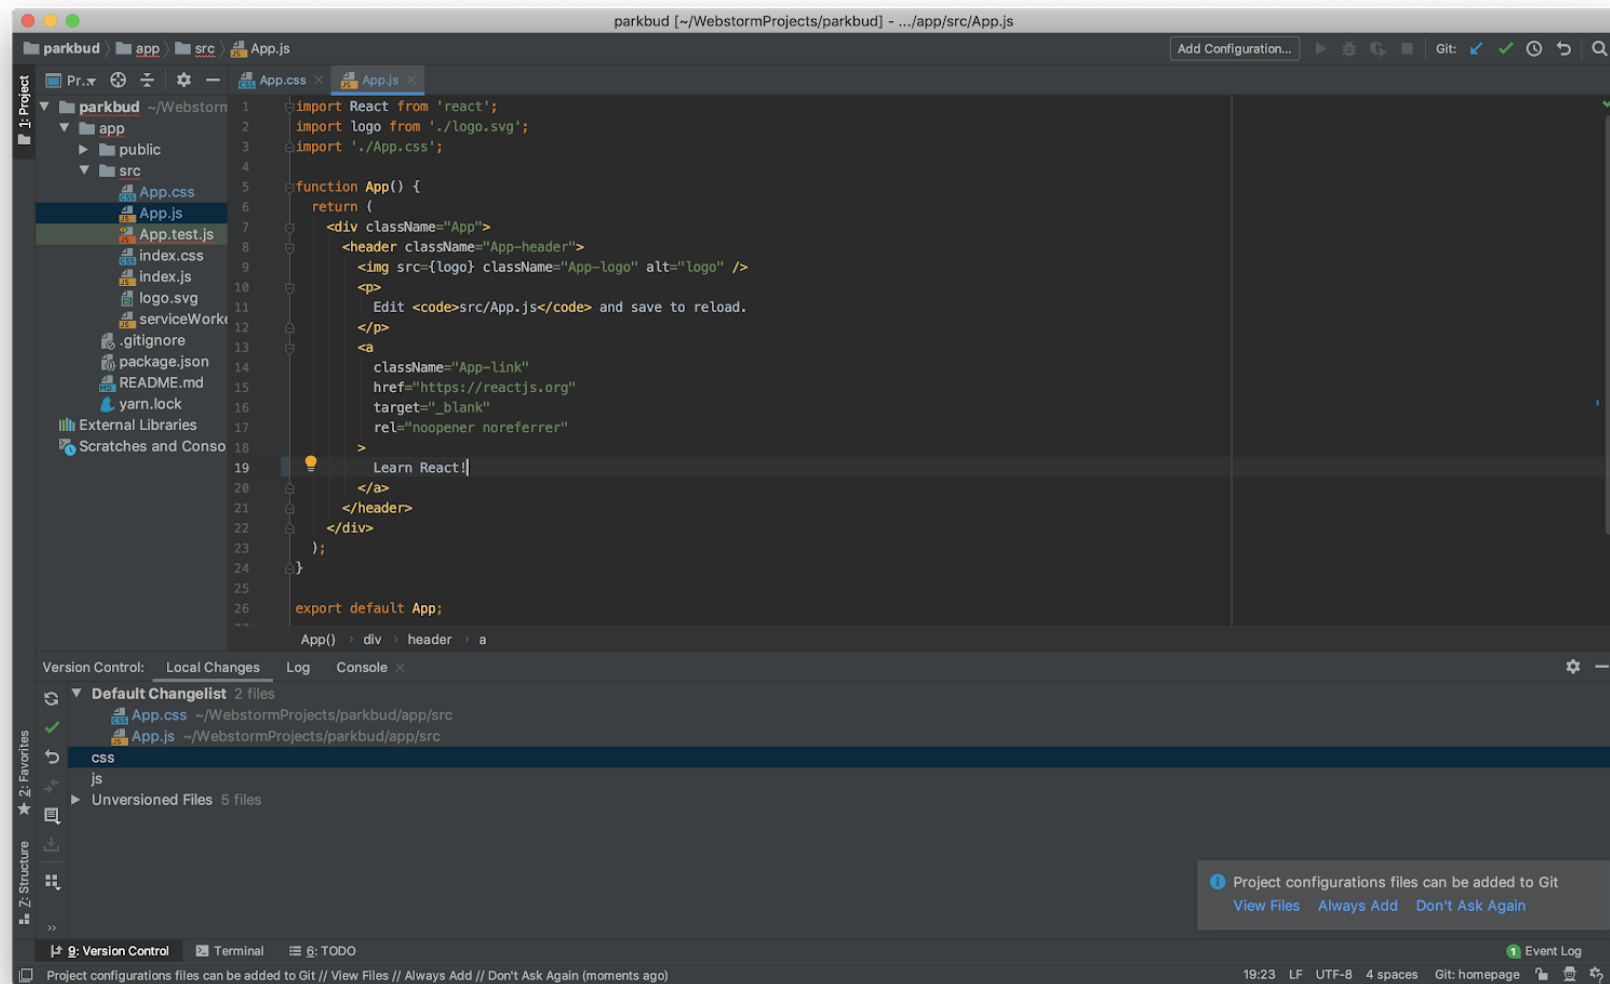 parkbud [~/WebstormProjects/parkbud] - .../app/src/App.js
parkbud app src App.js
Add Configuration... Git:
1: Project
Pr...
App.css
App.js
parkbud ~/Webstorm
app
public
src
App.css
App.js
App.test.js
index.css
index.js
logo.svg
serviceWorke
.gitignore
package.json
README.md
yarn.lock
External Libraries
Scratches and Conso
1 import React from 'react';
2 import logo from './logo.svg';
3 import './App.css';
4
5 function App() {
6 return (
7 <div className="App">
8 <header className="App-header">
9 <img src={logo} className="App-logo" alt="logo" />
10 <p>
11 Edit <code>src/App.js</code> and save to reload.
12 </p>
13 <a
14 className="App-link"
15 href="https://reactjs.org"
16 target="_blank"
17 rel="noopener noreferrer"
18 >
19 Learn React!
20 </a>
21 </header>
22 </div>
23 );
24 }
25
26 export default App;
App() › div › header › a
Version Control: Local Changes Log Console
Default Changelist 2 files
App.css ~/WebstormProjects/parkbud/app/src
App.js ~/WebstormProjects/parkbud/app/src
css
js
Unversioned Files 5 files
2: Favorites
Z: Structure
Project configurations files can be added to Git
View Files Always Add Don't Ask Again
9: Version Control Terminal 6: TODO
1 Event Log
Project configurations files can be added to Git // View Files // Always Add // Don't Ask Again (moments ago)
19:23 LF UTF-8 4 spaces Git: homepage